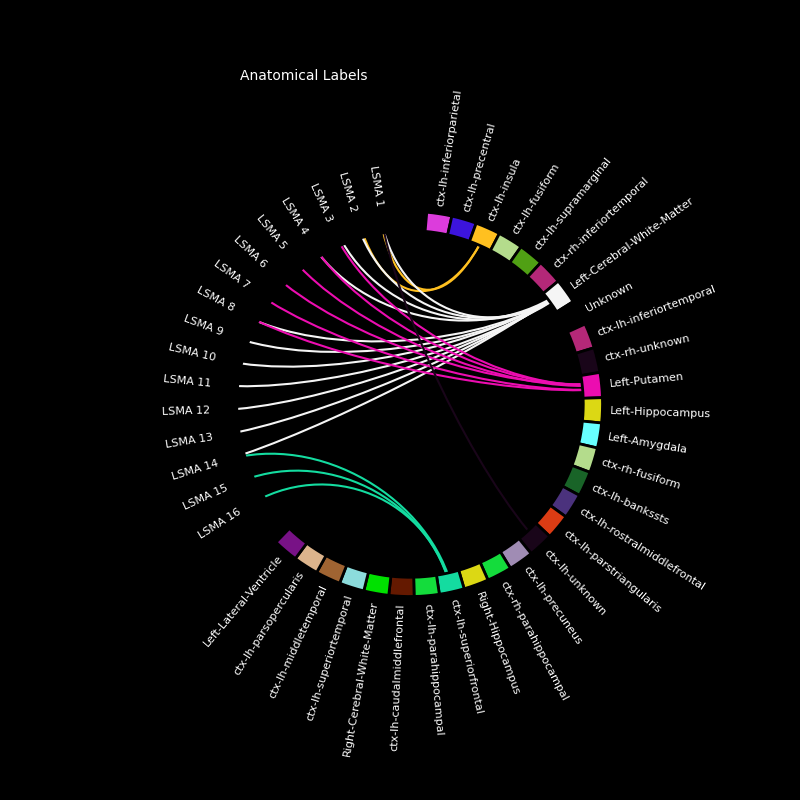 Anatomical Labels
LSMA 1
LSMA 2
LSMA 3
LSMA 4
LSMA 5
LSMA 6
LSMA 7
LSMA 8
LSMA 9
LSMA 10
LSMA 11
LSMA 12
LSMA 13
LSMA 14
LSMA 15
LSMA 16
ctx-lh-inferiorparietal
ctx-lh-precentral
ctx-lh-insula
ctx-lh-fusiform
ctx-lh-supramarginal
ctx-rh-inferiortemporal
Left-Cerebral-White-Matter
Unknown
ctx-lh-inferiortemporal
ctx-rh-unknown
Left-Putamen
Left-Hippocampus
Left-Amygdala
ctx-rh-fusiform
ctx-lh-bankssts
ctx-lh-rostralmiddlefrontal
ctx-lh-parstriangularis
ctx-lh-unknown
ctx-lh-precuneus
ctx-rh-parahippocampal
Right-Hippocampus
ctx-lh-superiorfrontal
ctx-lh-parahippocampal
ctx-lh-caudalmiddlefrontal
Right-Cerebral-White-Matter
ctx-lh-superiortemporal
ctx-lh-middletemporal
ctx-lh-parsopercularis
Left-Lateral-Ventricle